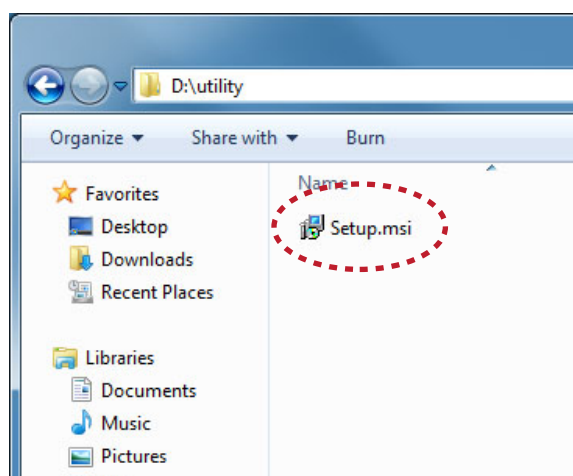 D:\utility
Organize Share with Burn
Favorites
Desktop
Downloads
Recent Places
Libraries
Documents
Music
Pictures
Name
Setup.msi